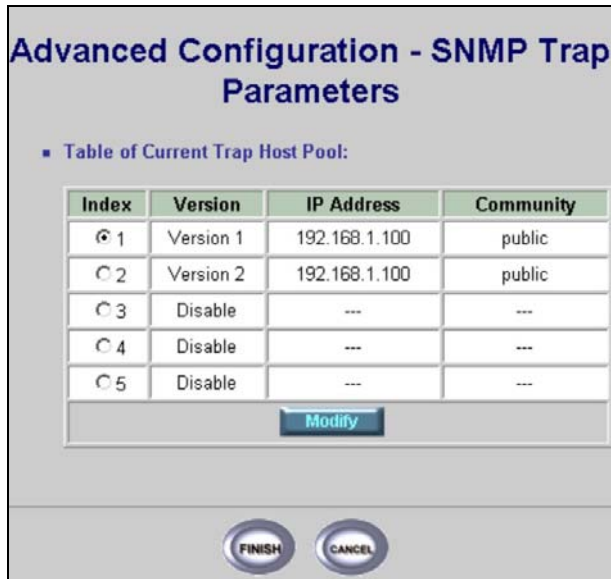 Advanced Configuration - SNMP Trap
Parameters
Table of Current Trap Host Pool:
Index Version IP Address Community
1 Version 1 192.168.1.100 public
2 Version 2 192.168.1.100 public
3 Disable --- ---
4 Disable --- ---
5 Disable --- ---
Modify
FINISH CANCEL